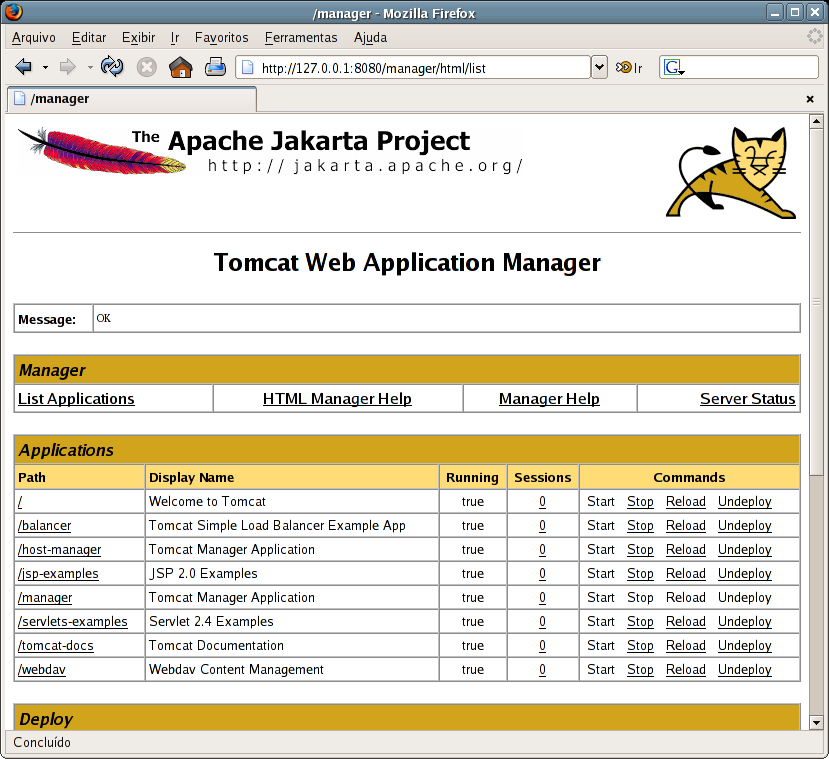 /manager - Mozilla Firefox
Arquivo Editar Exibir Ir Favoritos Ferramentas Ajuda
http://127.0.0.1:8080/manager/html/list Ir G
/manager
The Apache Jakarta Project
http://jakarta.apache.org/
Tomcat Web Application Manager
Message: OK
Manager
List Applications HTML Manager Help Manager Help Server Status
Applications
Path Display Name Running Sessions Commands
/ Welcome to Tomcat true 0 Start Stop Reload Undeploy
/balancer Tomcat Simple Load Balancer Example App true 0 Start Stop Reload Undeploy
/host-manager Tomcat Manager Application true 0 Start Stop Reload Undeploy
/jsp-examples JSP 2.0 Examples true 0 Start Stop Reload Undeploy
/manager Tomcat Manager Application true 0 Start Stop Reload Undeploy
/servlets-examples Servlet 2.4 Examples true 0 Start Stop Reload Undeploy
/tomcat-docs Tomcat Documentation true 0 Start Stop Reload Undeploy
/webdav Webdav Content Management true 0 Start Stop Reload Undeploy
Deploy
Concluído